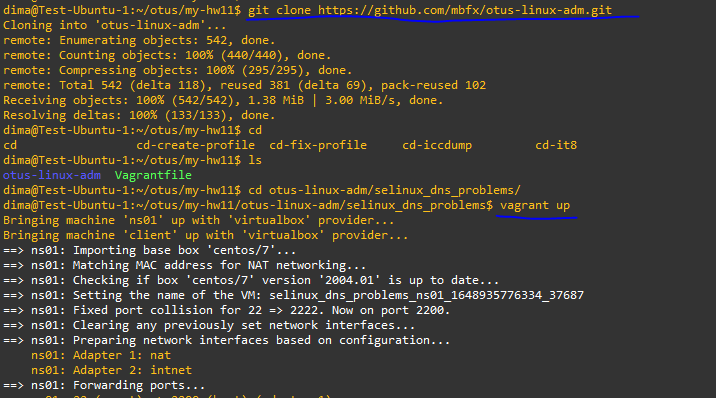 dima@Test-Ubuntu-1:~/otus/my-hw11$ git clone https://github.com/mbfx/otus-linux-adm.git
Cloning into 'otus-linux-adm'...
remote: Enumerating objects: 542, done.
remote: Counting objects: 100% (440/440), done.
remote: Compressing objects: 100% (295/295), done.
remote: Total 542 (delta 118), reused 381 (delta 69), pack-reused 102
Receiving objects: 100% (542/542), 1.38 MiB | 3.00 MiB/s, done.
Resolving deltas: 100% (133/133), done.
dima@Test-Ubuntu-1:~/otus/my-hw11$ cd
cd cd-create-profile cd-fix-profile cd-iccdump cd-it8
dima@Test-Ubuntu-1:~/otus/my-hw11$ ls
otus-linux-adm Vagrantfile
dima@Test-Ubuntu-1:~/otus/my-hw11$ cd otus-linux-adm/selinux_dns_problems/
dima@Test-Ubuntu-1:~/otus/my-hw11/otus-linux-adm/selinux_dns_problems$ vagrant up
Bringing machine 'ns01' up with 'virtualbox' provider...
Bringing machine 'client' up with 'virtualbox' provider...
==> ns01: Importing base box 'centos/7'...
==> ns01: Matching MAC address for NAT networking...
==> ns01: Checking if box 'centos/7' version '2004.01' is up to date...
==> ns01: Setting the name of the VM: selinux_dns_problems_ns01_1648935776334_37687
==> ns01: Fixed port collision for 22 => 2222. Now on port 2200.
==> ns01: Clearing any previously set network interfaces...
==> ns01: Preparing network interfaces based on configuration...
ns01: Adapter 1: nat
ns01: Adapter 2: intnet
==> ns01: Forwarding ports...